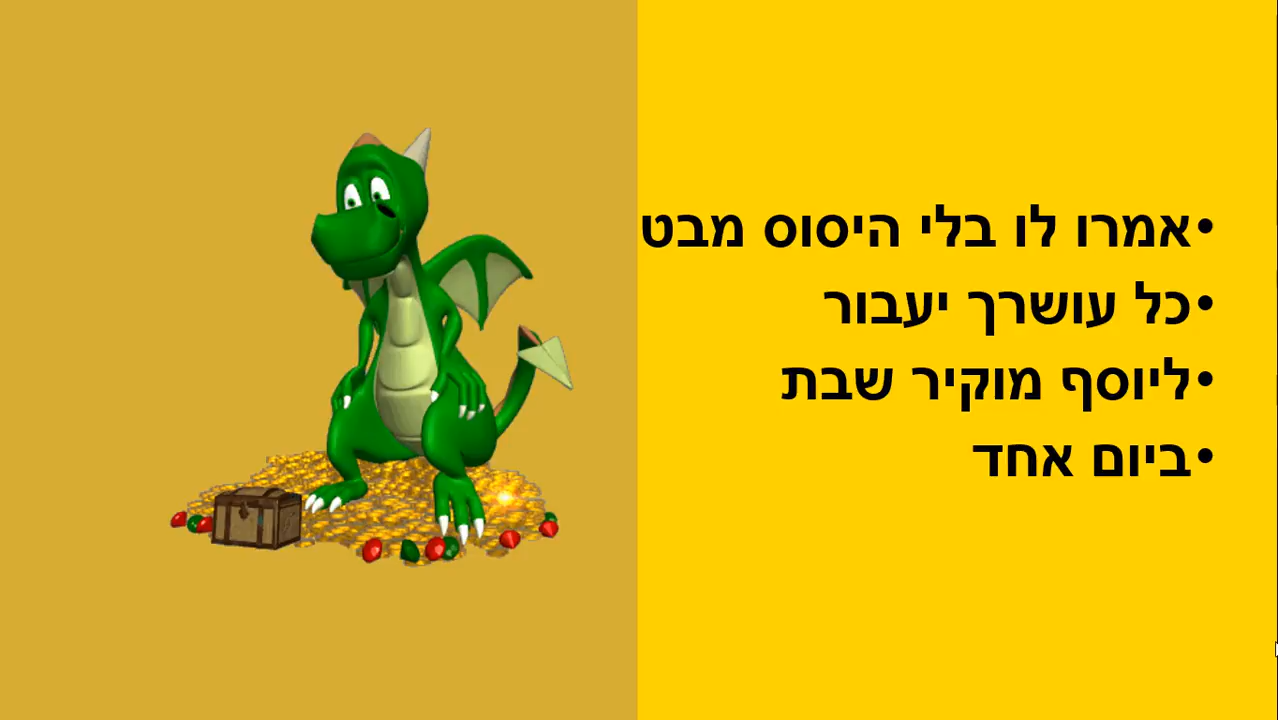 •אמרו לו בלי היסוס מבט
•כל עושרך יעבור
•ליוסף מוקיר שבת
•ביום אחד